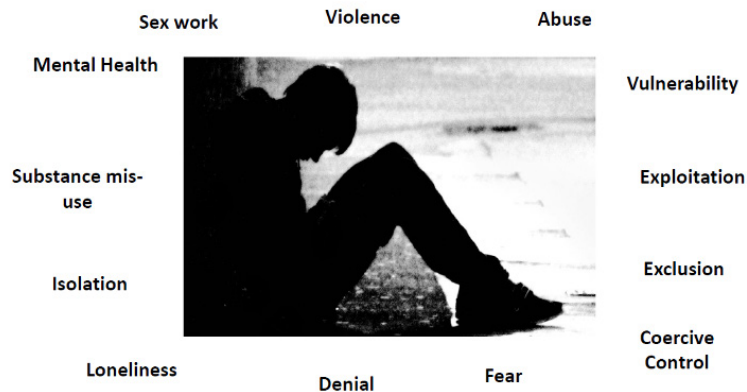 Sex work
Violence
Abuse
Mental Health
Vulnerability
Substance mis-
use
Exploitation
Isolation
Exclusion
Coercive
Control
Loneliness
Denial
Fear